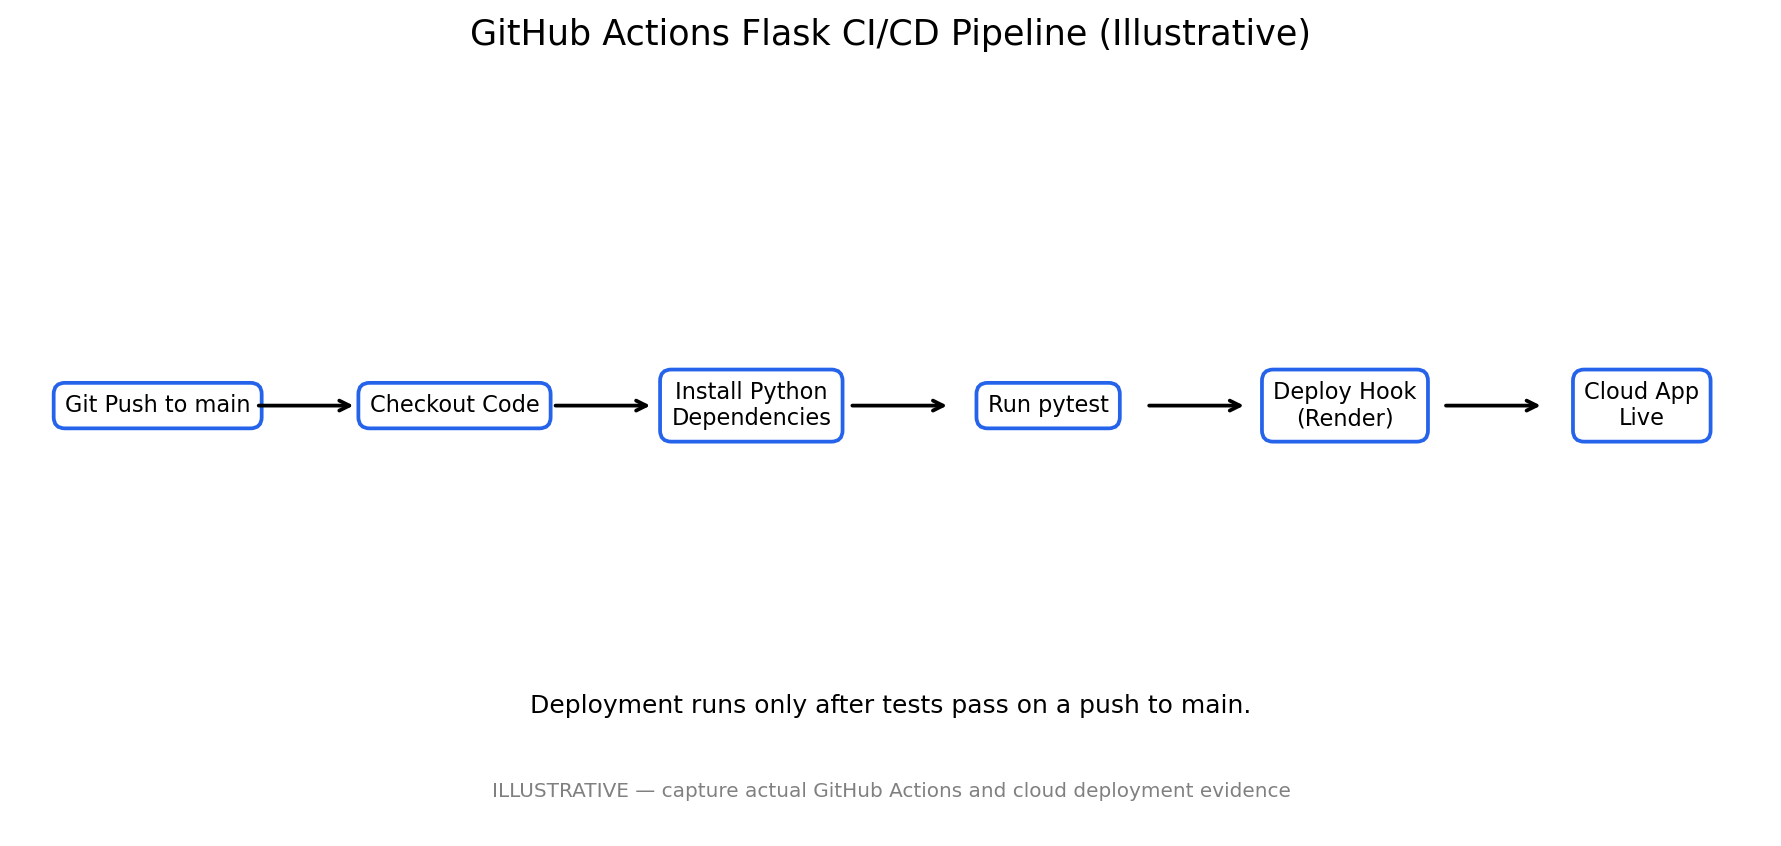 GitHub Actions Flask CI/CD Pipeline (Illustrative)
Git Push to main
Checkout Code
Install Python
Dependencies
Run pytest
Deploy Hook
(Render)
Cloud App
Live
Deployment runs only after tests pass on a push to main.
ILLUSTRATIVE — capture actual GitHub Actions and cloud deployment evidence